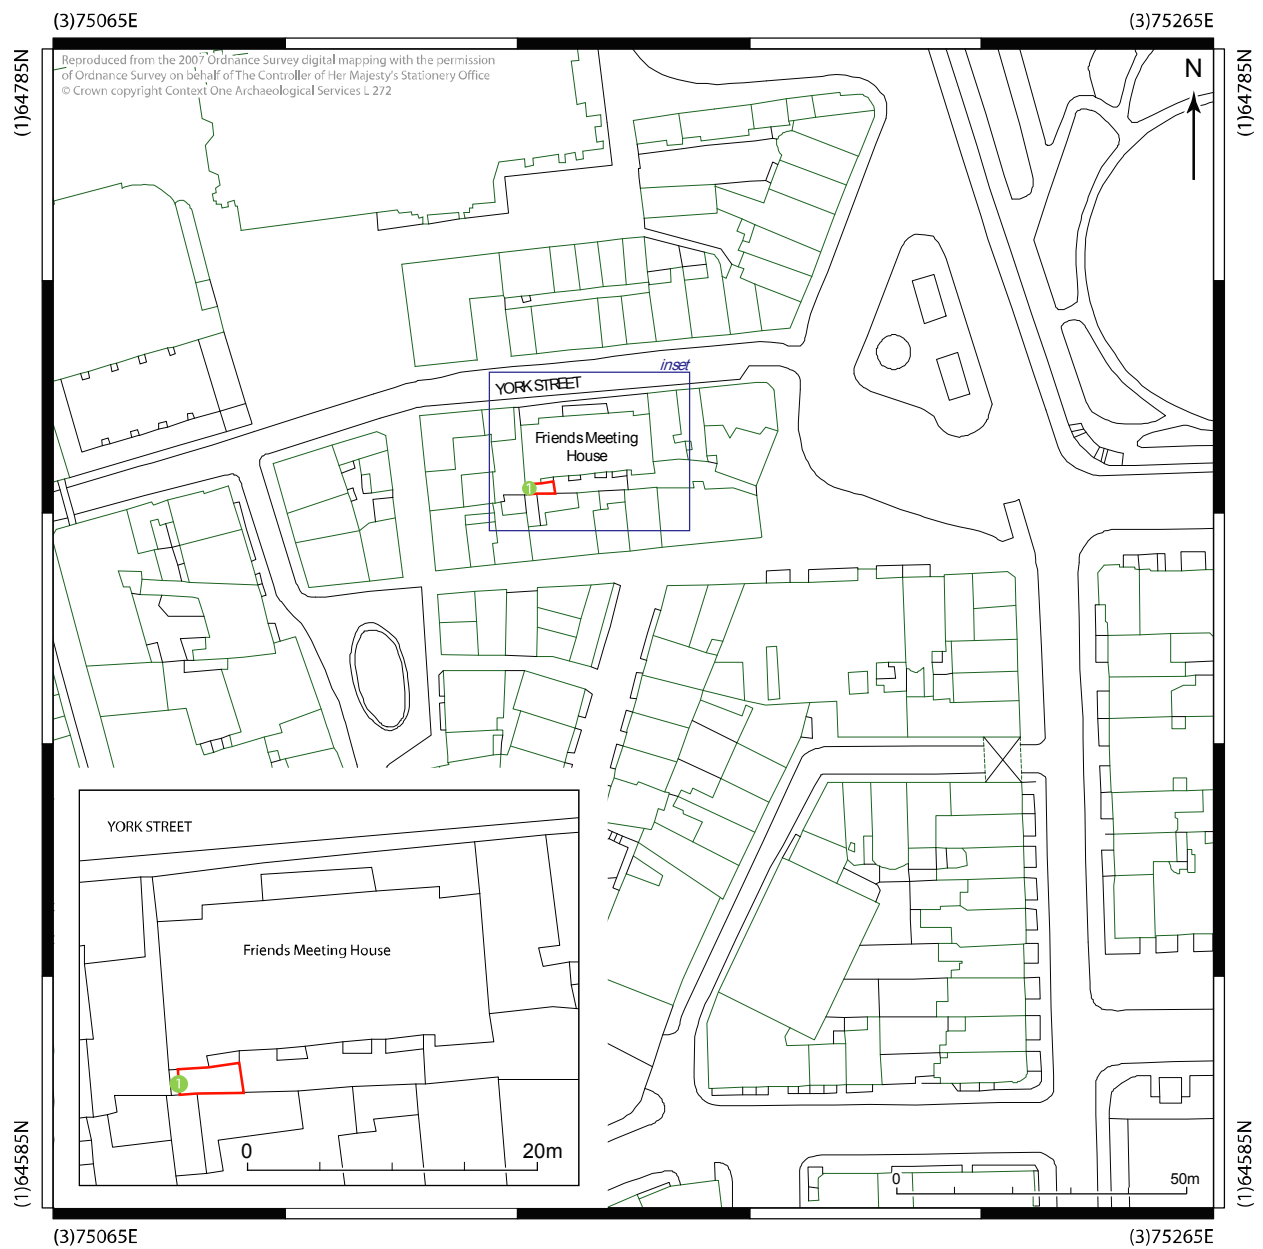 (3)75065E
(3)75265E
(1)64785N
(1)64785N
Reproduced from the 2007 Ordnance Survey digital mapping with the permission
of Ordnance Survey on behalf of The Controller of Her Majesty's Stationery Office
© Crown copyright Context One Archaeological Services L 272
N
inset
YORK STREET
Friends Meeting
House
1
YORK STREET
Friends Meeting House
1
0
20m
0
50m
(1)64585N
(1)64585N
(3)75065E
(3)75265E